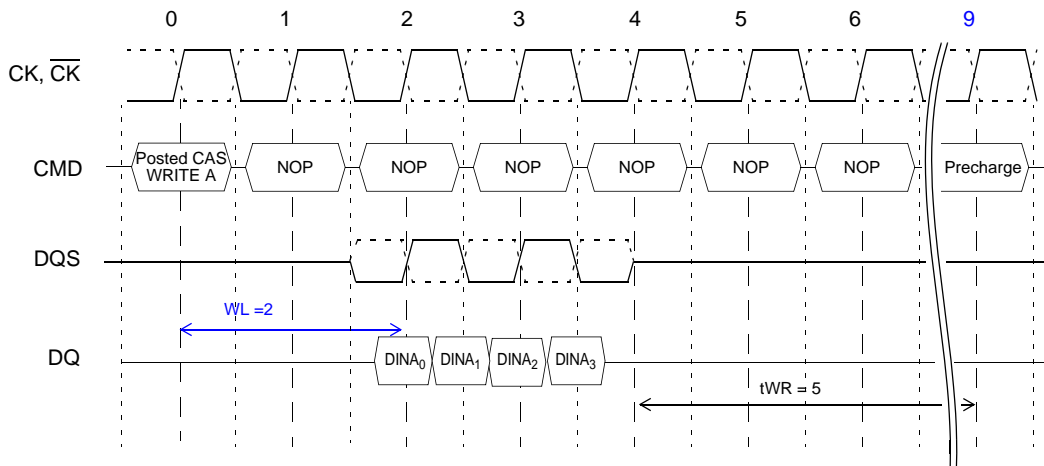 0 1 2 3 4 5 6 9
CK, C̅K̅
CMD
Posted CAS
WRITE A
NOP NOP NOP NOP NOP NOP Precharge
DQS
WL =2
DQ
DINA₀ DINA₁ DINA₂ DINA₃
tWR = 5